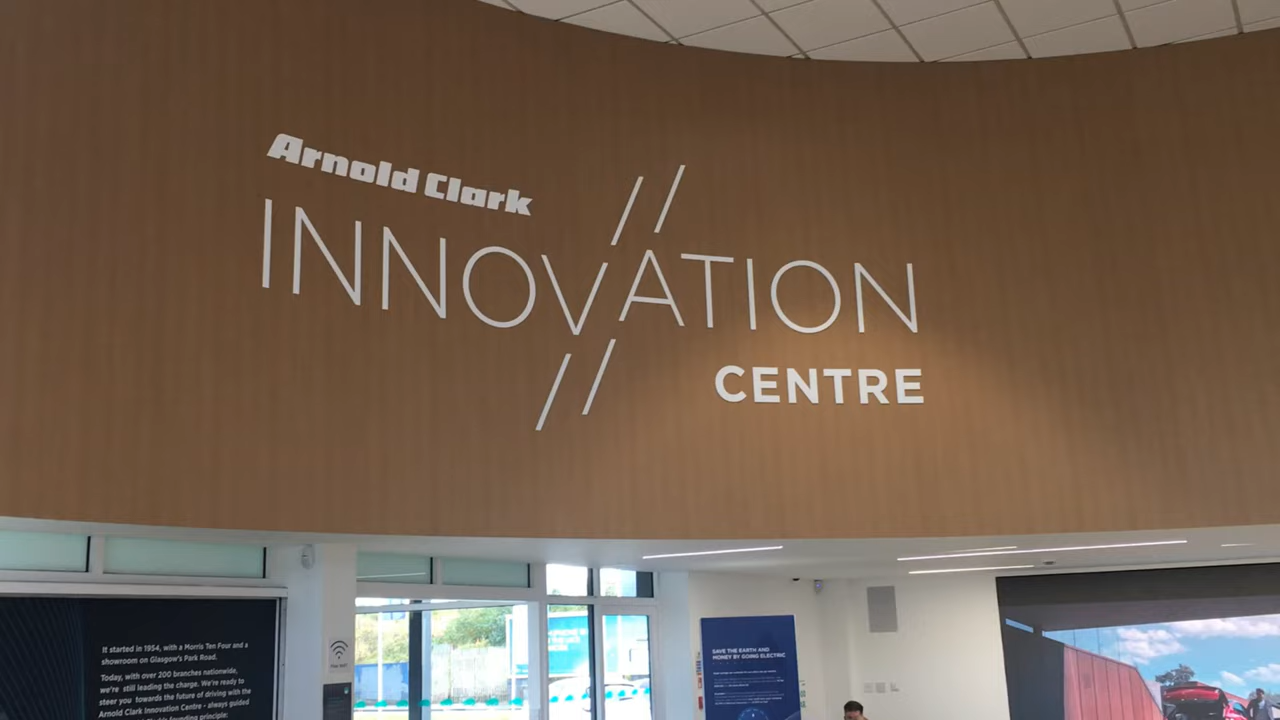 Arnold Clark
INNOVATION
CENTRE
It started in 1954, with a Morris Ten Four and a
showroom on Glasgow's Park Road.
Today, with over 200 branches nationwide,
we're still leading the charge. We're ready to
steer you towards the future of driving with the
Arnold Clark Innovation Centre - always guided
founding principle:
SAVE THE EARTH AND
MONEY BY GOING ELECTRIC